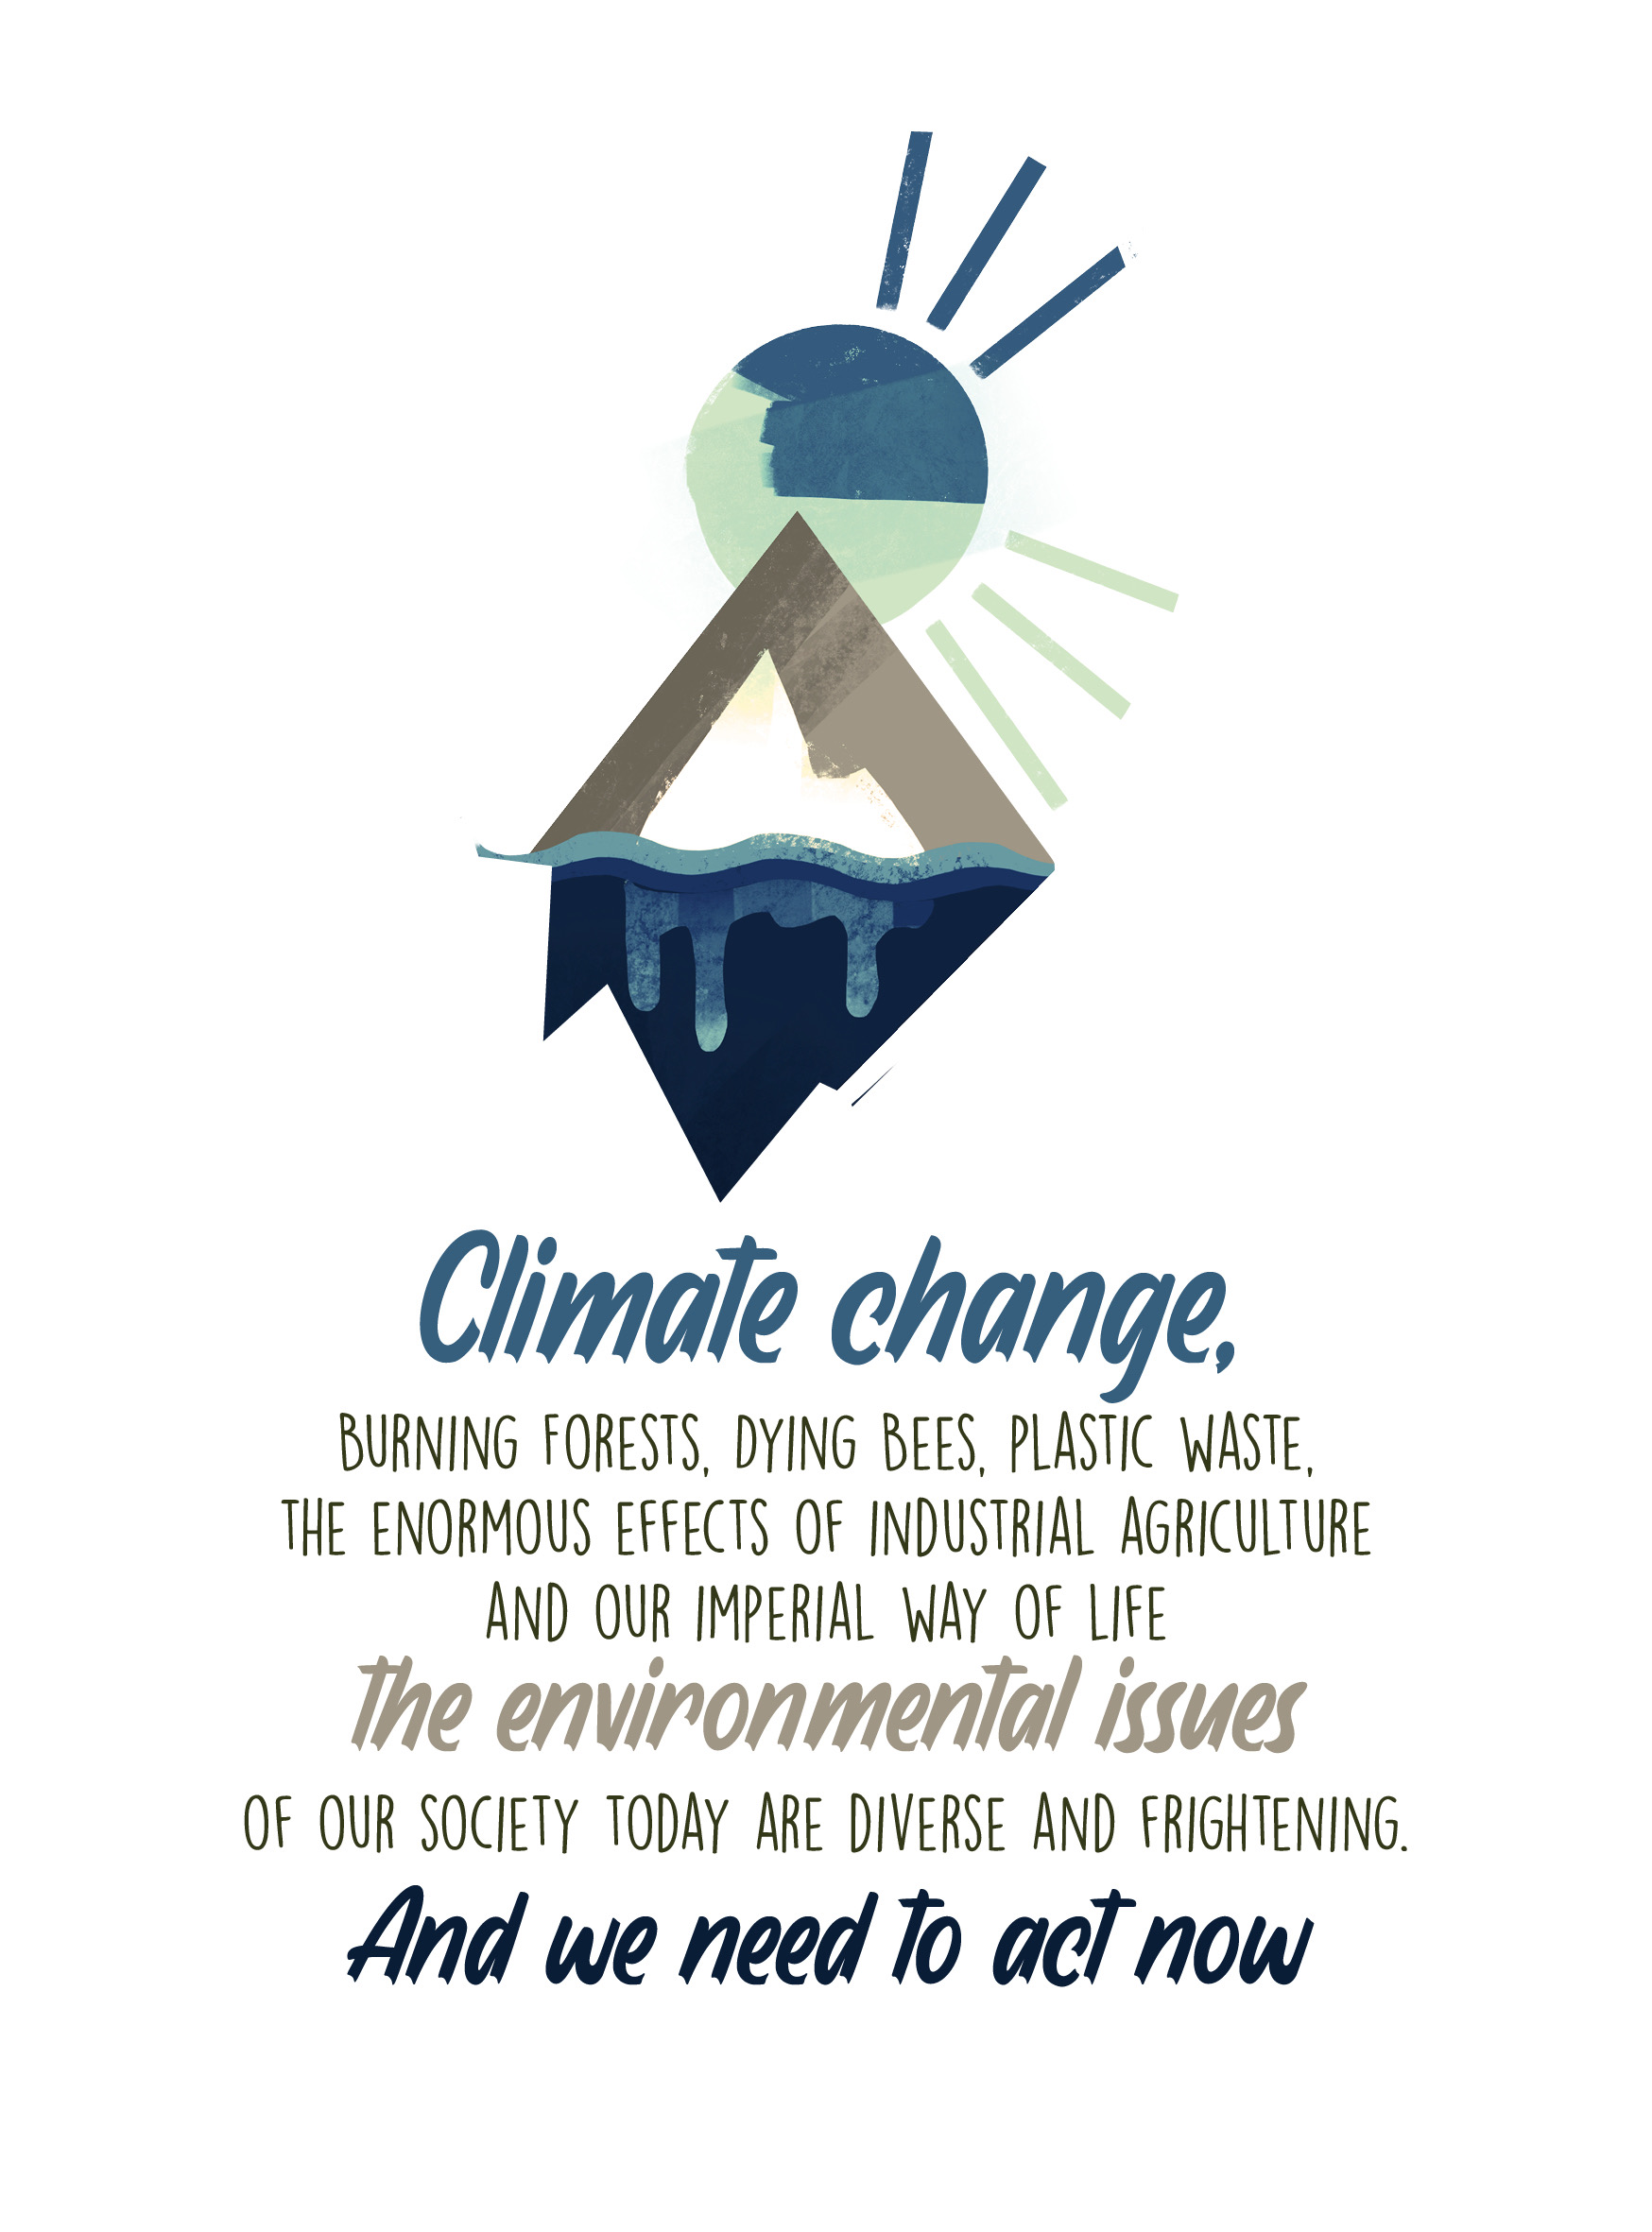 Climate change,
BURNING FORESTS, DYING BEES, PLASTIC WASTE,
THE ENORMOUS EFFECTS OF INDUSTRIAL AGRICULTURE
AND OUR IMPERIAL WAY OF LIFE
the environmental issues
OF OUR SOCIETY TODAY ARE DIVERSE AND FRIGHTENING.
And we need to act now